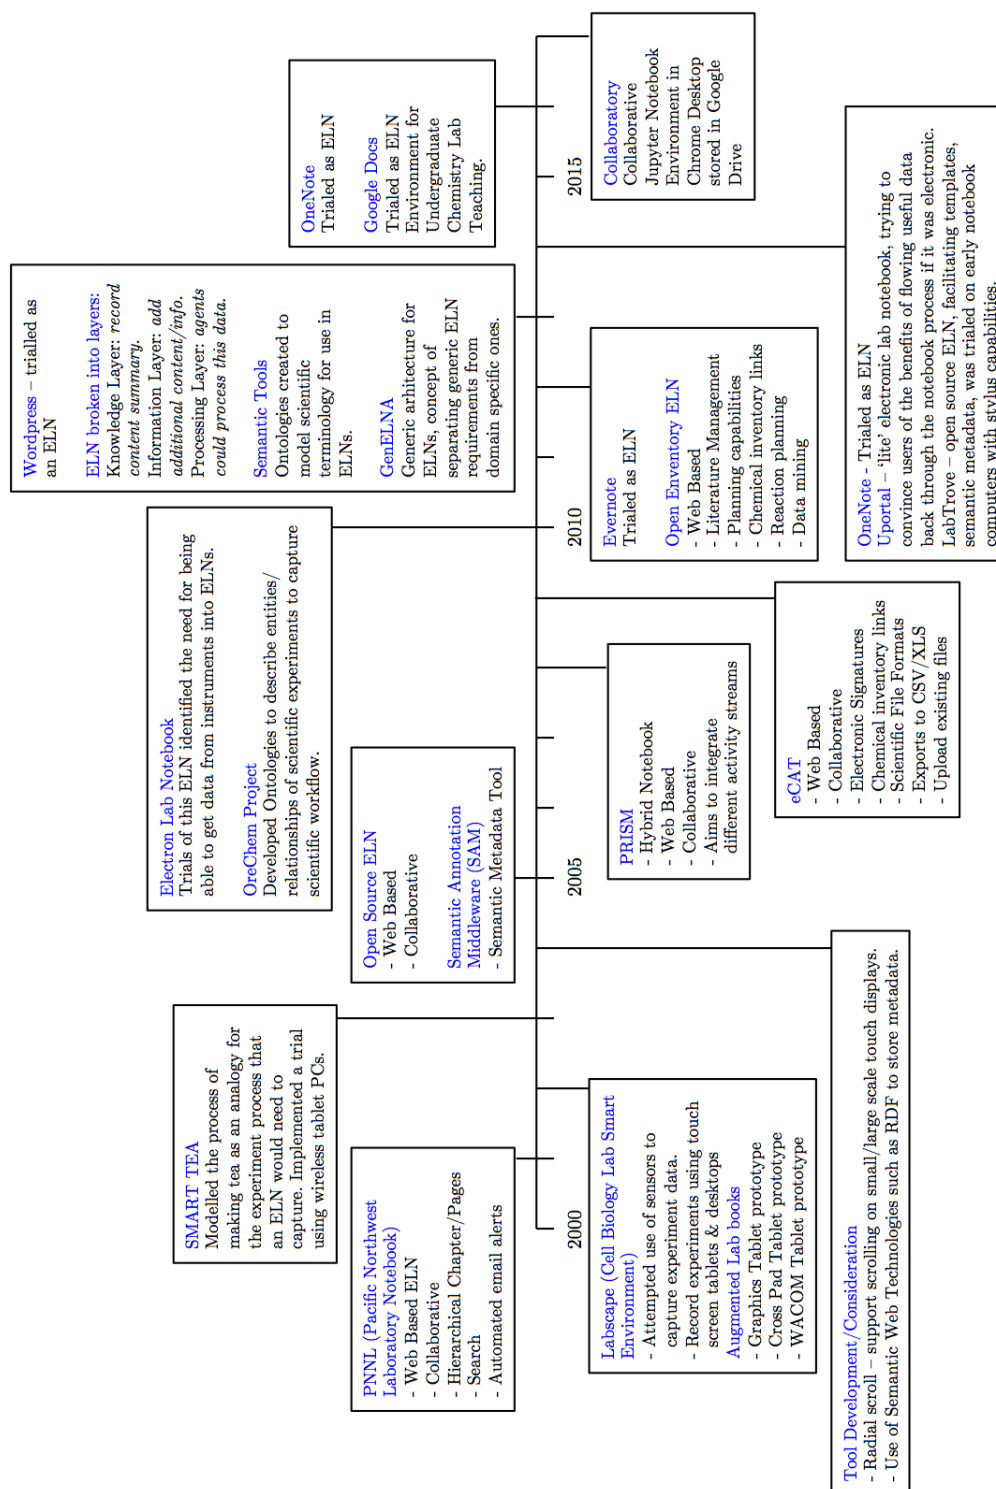 SMART TEA
Modelled the process of
making tea as an analogy for
the experiment process that
an ELN would need to
capture. Implemented a trial
using wireless tablet PCs.
PNNL (Pacific Northwest
Laboratory Notebook)
- Web Based ELN
- Collaborative
- Hierarchical Chapter/Pages
- Search
- Automated email alerts
Electron Lab Notebook
Trials of this ELN identified the need for being
able to get data from instruments into ELNs.
OreChem Project
Developed Ontologies to describe entities/
relationships of scientific experiments to capture
scientific workflow.
Open Source ELN
- Web Based
- Collaborative
Semantic Annotation
Middleware (SAM)
- Semantic Metadata Tool
Wordpress – trialled as
an ELN
ELN broken into layers:
Knowledge Layer: record
content summary.
Information Layer: add
additional content/info.
Processing Layer: agents
could process this data.
Semantic Tools
Ontologies created to
model scientific
terminology for use in
ELNs.
GenELNA
Generic arhitecture for
ELNs, concept of
separating generic ELN
requirements from
domain specific ones.
OneNote
Trialed as ELN
Google Docs
Trialed as ELN
Environment for
Undergraduate
Chemistry Lab
Teaching.
2000
2005
2010
2015
Labscape (Cell Biology Lab Smart
Environment)
- Attempted use of sensors to
capture experiment data.
- Record experiments using touch
screen tablets & desktops
Augmented Lab books
- Graphics Tablet prototype
- Cross Pad Tablet prototype
- WACOM Tablet prototype
Tool Development/Consideration
- Radial scroll – support scrolling on small/large scale touch displays.
- Use of Semantic Web Technologies such as RDF to store metadata.
PRISM
- Hybrid Notebook
- Web Based
- Collaborative
- Aims to integrate
different activity streams
eCAT
- Web Based
- Collaborative
- Electronic Signatures
- Chemical inventory links
- Scientific File Formats
- Exports to CSV/XLS
- Upload existing files
Evernote
Trialed as ELN
Open Enventory ELN
- Web Based
- Literature Management
- Planning capabilities
- Chemical inventory links
- Reaction planning
- Data mining
OneNote - Trialed as ELN
Uportal – 'lite' electronic lab notebook, trying to
convince users of the benefits of flowing useful data
back through the notebook process if it was electronic.
LabTrove – open source ELN, facilitating templates,
semantic metadata, was trialed on early notebook
computers with stylus capabilities.
Collaboratory
Collaborative
Jupyter Notebook
Environment in
Chrome Desktop
stored in Google
Drive